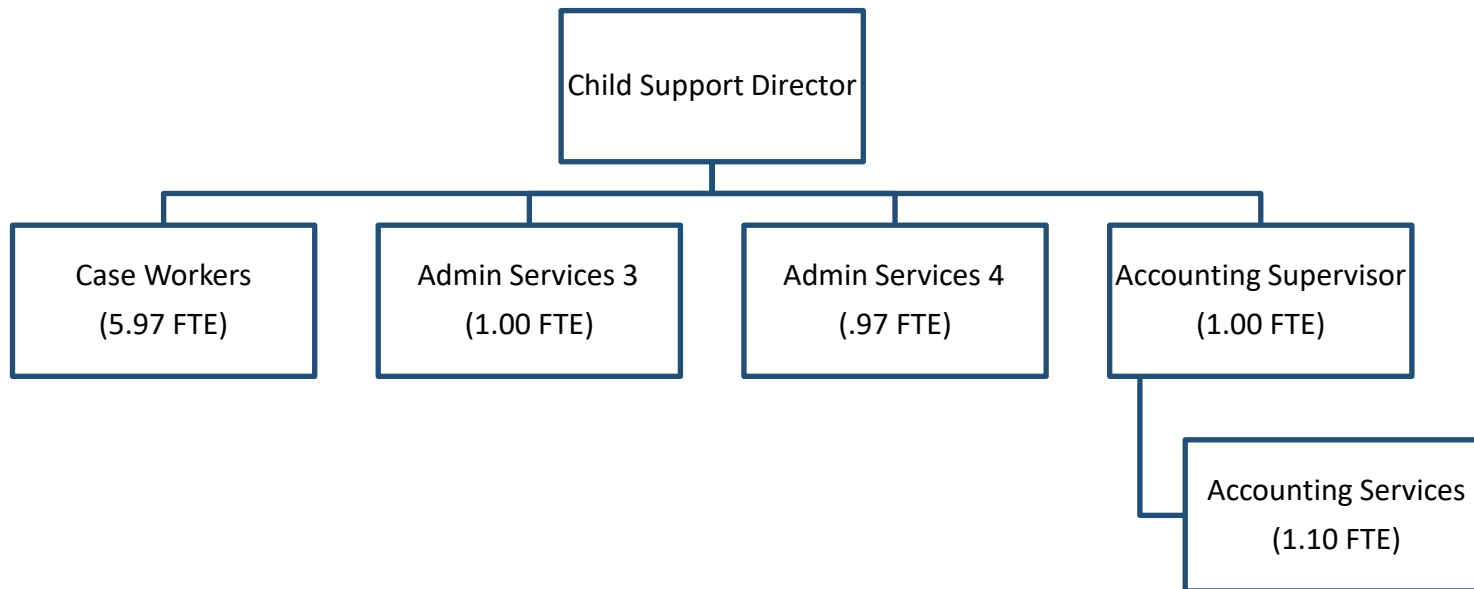 Child Support Director
Case Workers
(5.97 FTE)
Admin Services 3
(1.00 FTE)
Admin Services 4
(.97 FTE)
Accounting Supervisor
(1.00 FTE)
Accounting Services
(1.10 FTE)